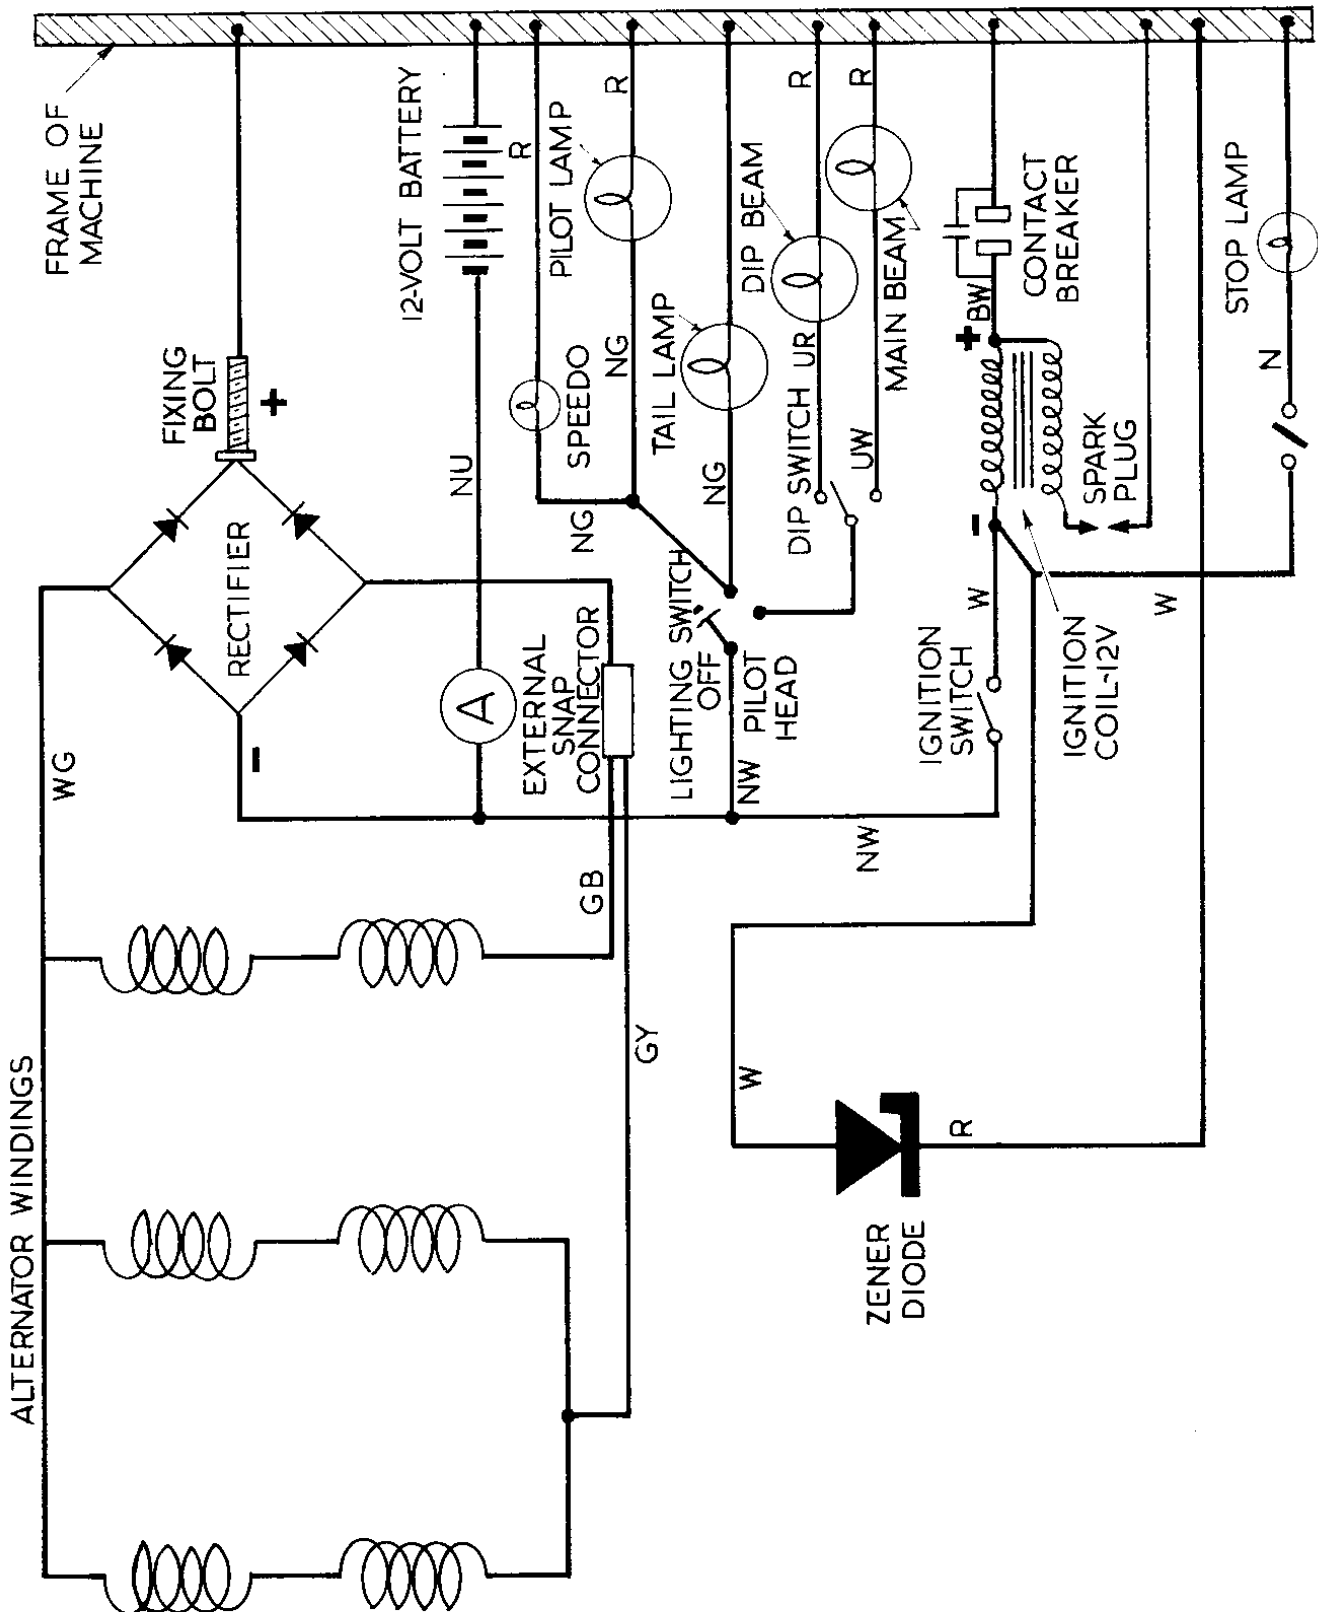 FRAME OF
MACHINE
FIXING
BOLT
+
RECTIFIER
-
WG
ALTERNATOR WINDINGS
12-VOLT BATTERY
NU
A
R
SPEEDO
NG
EXTERNAL
SNAP
CONNECTOR
GB
GY
PILOT LAMP
R
NG
TAIL LAMP
NG
LIGHTING SWITCH
OFF
PILOT
HEAD
NW
DIP BEAM
R
DIP SWITCH UR
MAIN BEAM
R
UW
NW
CONTACT
BREAKER
BW
+
-
W
IGNITION
SWITCH
SPARK
PLUG
IGNITION
COIL-12V
STOP LAMP
N
W
W
R
ZENER
DIODE